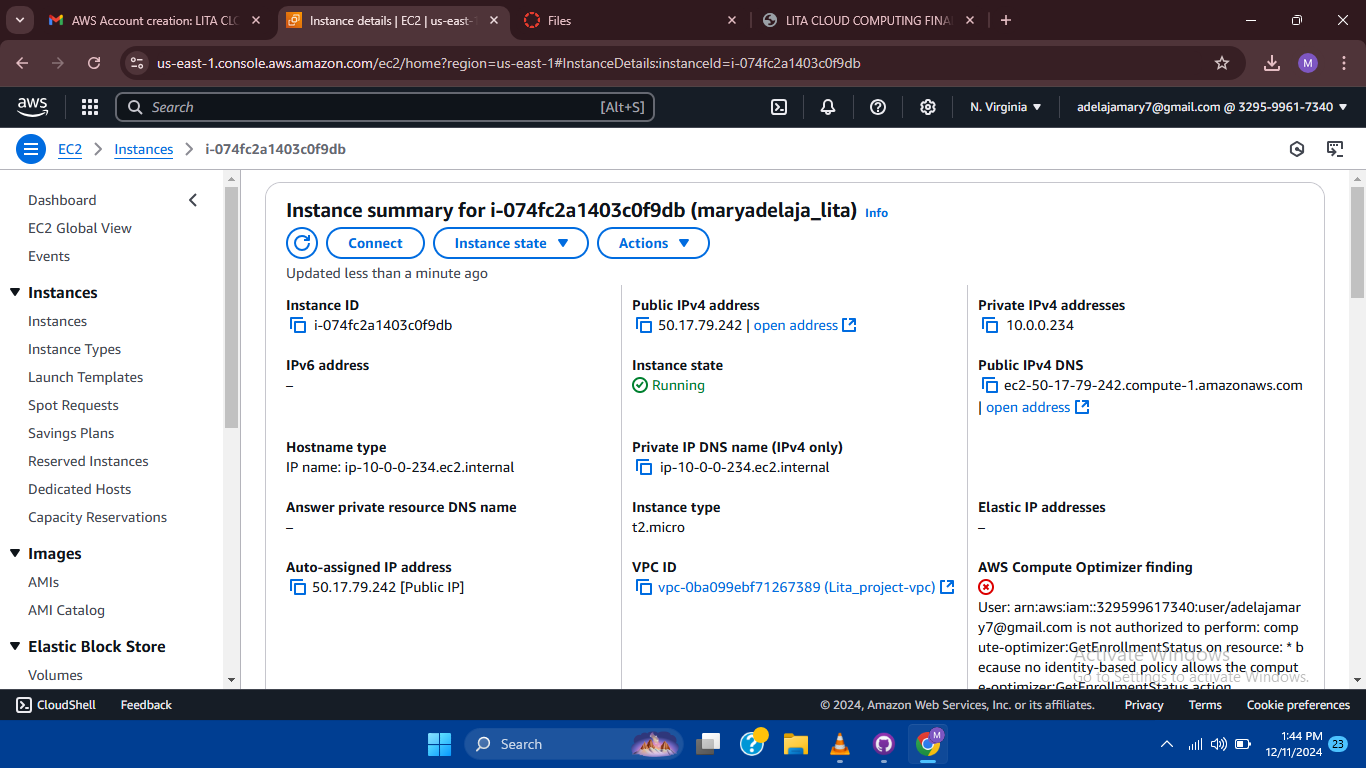 AWS Account creation: LITA CLO
Instance details | EC2 | us-east-1
Files
LITA CLOUD COMPUTING FINA
us-east-1.console.aws.amazon.com/ec2/home?region=us-east-1#InstanceDetails:instanceId=i-074fc2a1403c0f9db
M
aws
Search
[Alt+S]
N. Virginia
adelajamary7@gmail.com @ 3295-9961-7340
EC2
Instances
i-074fc2a1403c0f9db
Dashboard
EC2 Global View
Events
Instances
Instances
Instance Types
Launch Templates
Spot Requests
Savings Plans
Reserved Instances
Dedicated Hosts
Capacity Reservations
Images
AMIs
AMI Catalog
Elastic Block Store
Volumes
Instance summary for i-074fc2a1403c0f9db (maryadelaja_lita) Info
Connect
Instance state
Actions
Updated less than a minute ago
Instance ID
i-074fc2a1403c0f9db
Public IPv4 address
50.17.79.242 | open address
Private IPv4 addresses
10.0.0.234
IPv6 address
–
Instance state
Running
Public IPv4 DNS
ec2-50-17-79-242.compute-1.amazonaws.com
| open address
Hostname type
IP name: ip-10-0-0-234.ec2.internal
Private IP DNS name (IPv4 only)
ip-10-0-0-234.ec2.internal
Answer private resource DNS name
–
Instance type
t2.micro
Elastic IP addresses
–
Auto-assigned IP address
50.17.79.242 [Public IP]
VPC ID
vpc-0ba099ebf71267389 (Lita_project-vpc)
AWS Compute Optimizer finding
User: arn:aws:iam::329599617340:user/adelajamar
y7@gmail.com is not authorized to perform: comp
ute-optimizer:GetEnrollmentStatus on resource: * b
ecause no identity-based policy allows the comput
e-optimizer:GetEnrollmentStatus action
Activate Windows
Go to Settings to activate Windows.
CloudShell
Feedback
© 2024, Amazon Web Services, Inc. or its affiliates.
Privacy
Terms
Cookie preferences
Search
M
1:44 PM
12/11/2024
23